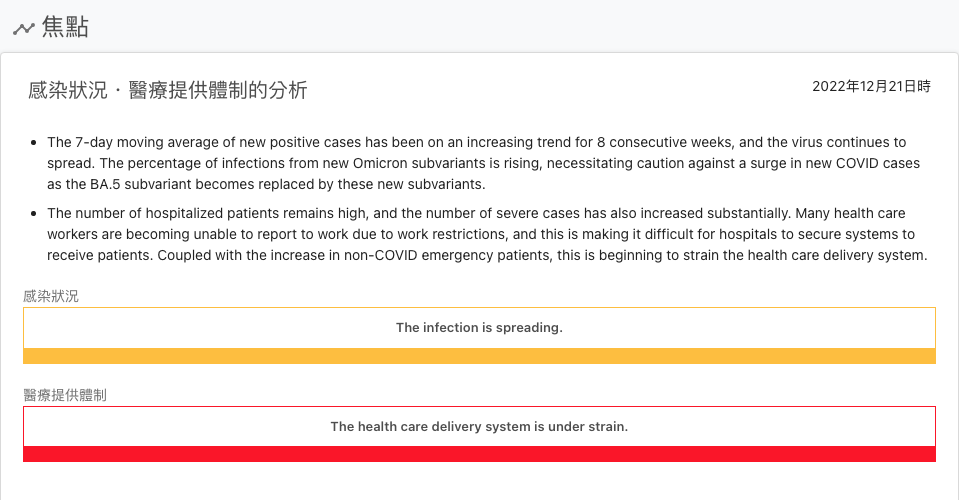 焦點
感染狀況・醫療提供體制的分析
2022年12月21日時
The 7-day moving average of new positive cases has been on an increasing trend for 8 consecutive weeks, and the virus continues to
spread. The percentage of infections from new Omicron subvariants is rising, necessitating caution against a surge in new COVID cases
as the BA.5 subvariant becomes replaced by these new subvariants.
The number of hospitalized patients remains high, and the number of severe cases has also increased substantially. Many health care
workers are becoming unable to report to work due to work restrictions, and this is making it difficult for hospitals to secure systems to
receive patients. Coupled with the increase in non-COVID emergency patients, this is beginning to strain the health care delivery system.
感染狀況
The infection is spreading.
醫療提供體制
The health care delivery system is under strain.